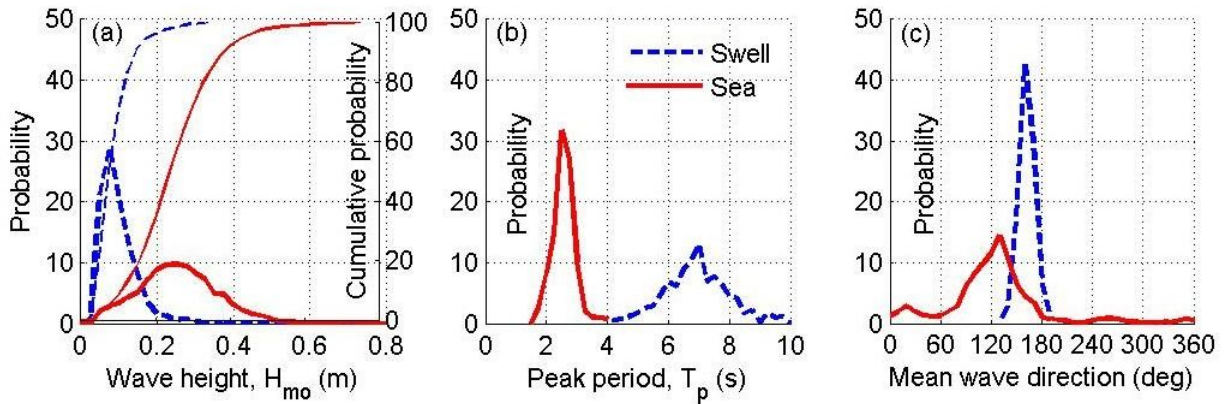 (a)
50
40
30
20
10
0
Probability
100
80
60
40
20
0
Cumulative probability
0 0.2 0.4 0.6 0.8
Wave height, Hmo (m)
(b)
Swell
Sea
50
40
30
20
10
0
Probability
0 2 4 6 8 10
Peak period, Tp (s)
(c)
50
40
30
20
10
0
Probability
0 60 120 180 240 300 360
Mean wave direction (deg)